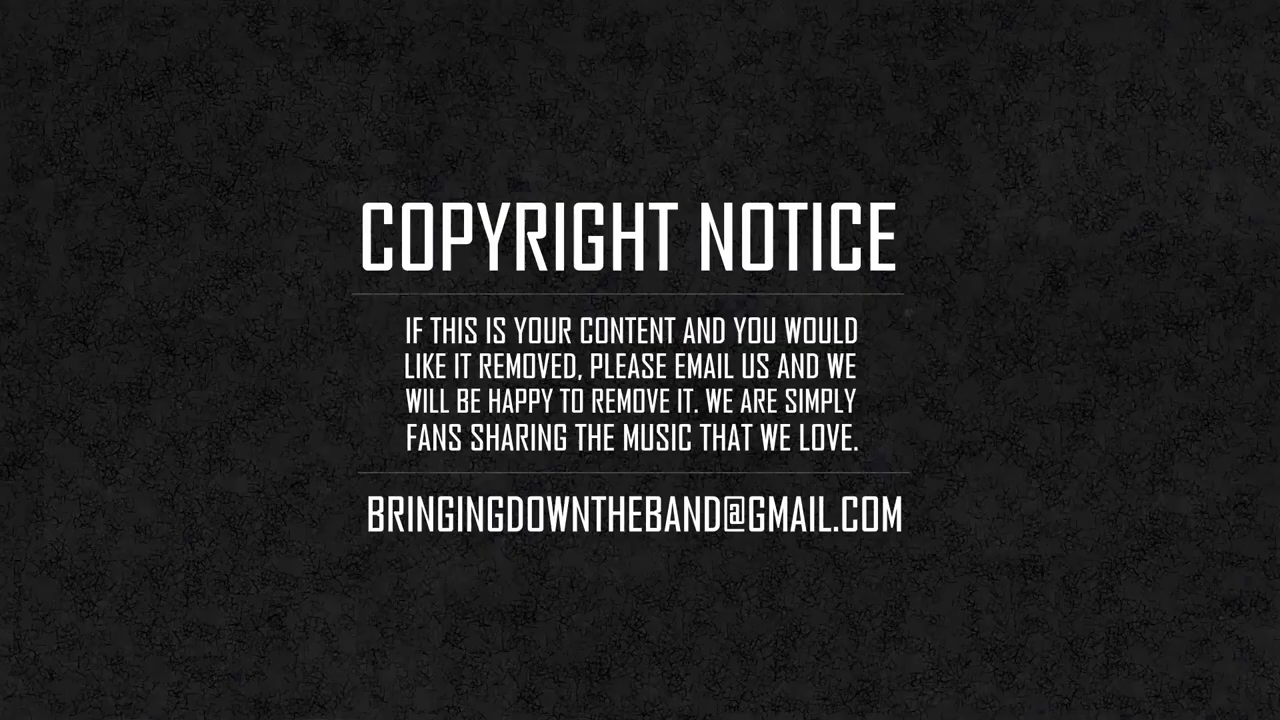 COPYRIGHT NOTICE
IF THIS IS YOUR CONTENT AND YOU WOULD
LIKE IT REMOVED, PLEASE EMAIL US AND WE
WILL BE HAPPY TO REMOVE IT. WE ARE SIMPLY
FANS SHARING THE MUSIC THAT WE LOVE.
BRINGINGDOWNTHEBAND@GMAIL.COM